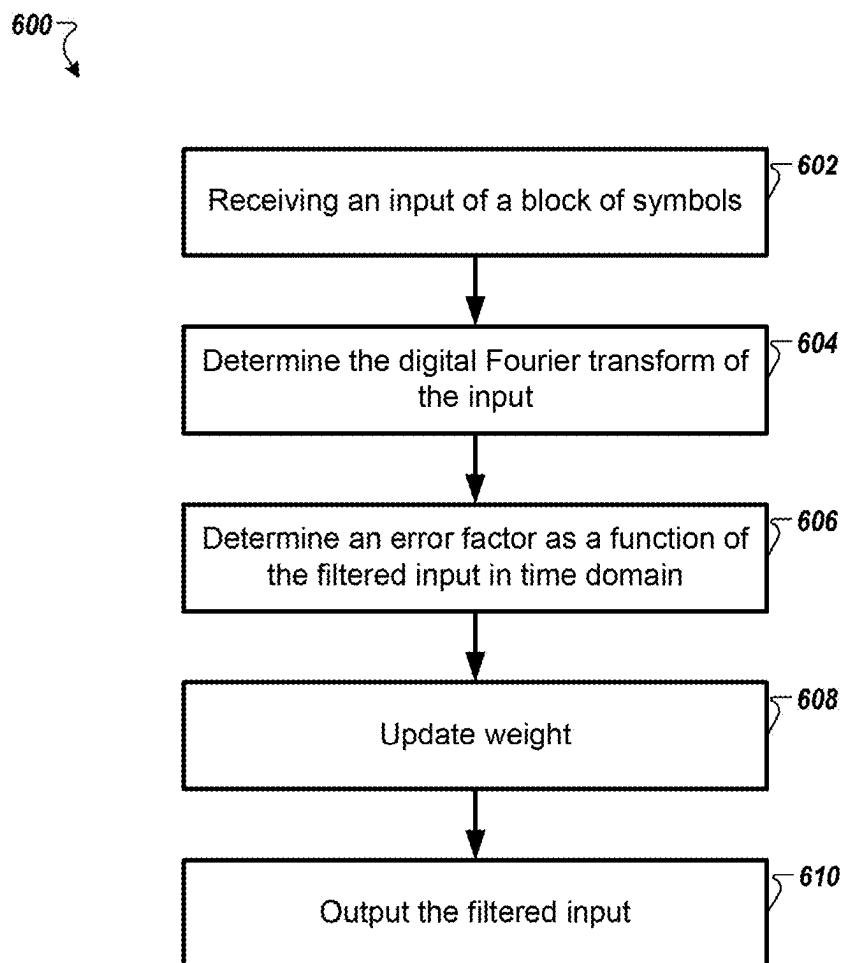 600
602
Receiving an input of a block of symbols
604
Determine the digital Fourier transform of
the input
606
Determine an error factor as a function of
the filtered input in time domain
608
Update weight
610
Output the filtered input